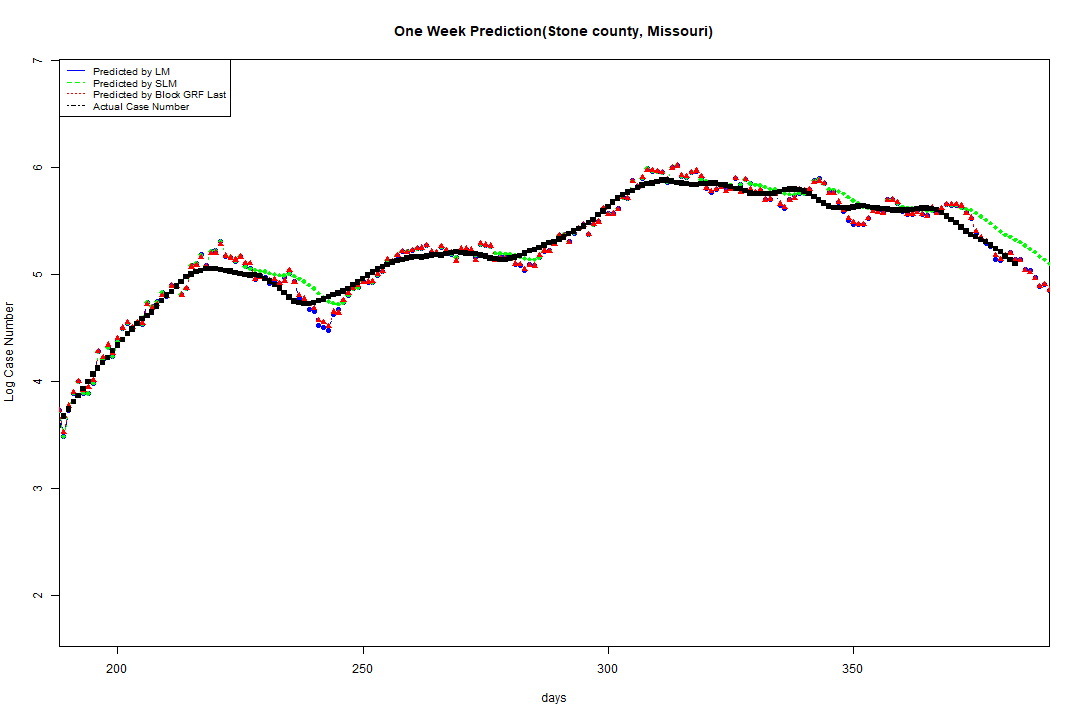 One Week Prediction(Stone county, Missouri)
Predicted by LM
Predicted by SLM
Predicted by Block GRF Last
Actual Case Number
7
6
5
4
3
2
Log Case Number
200 250 300 350
days